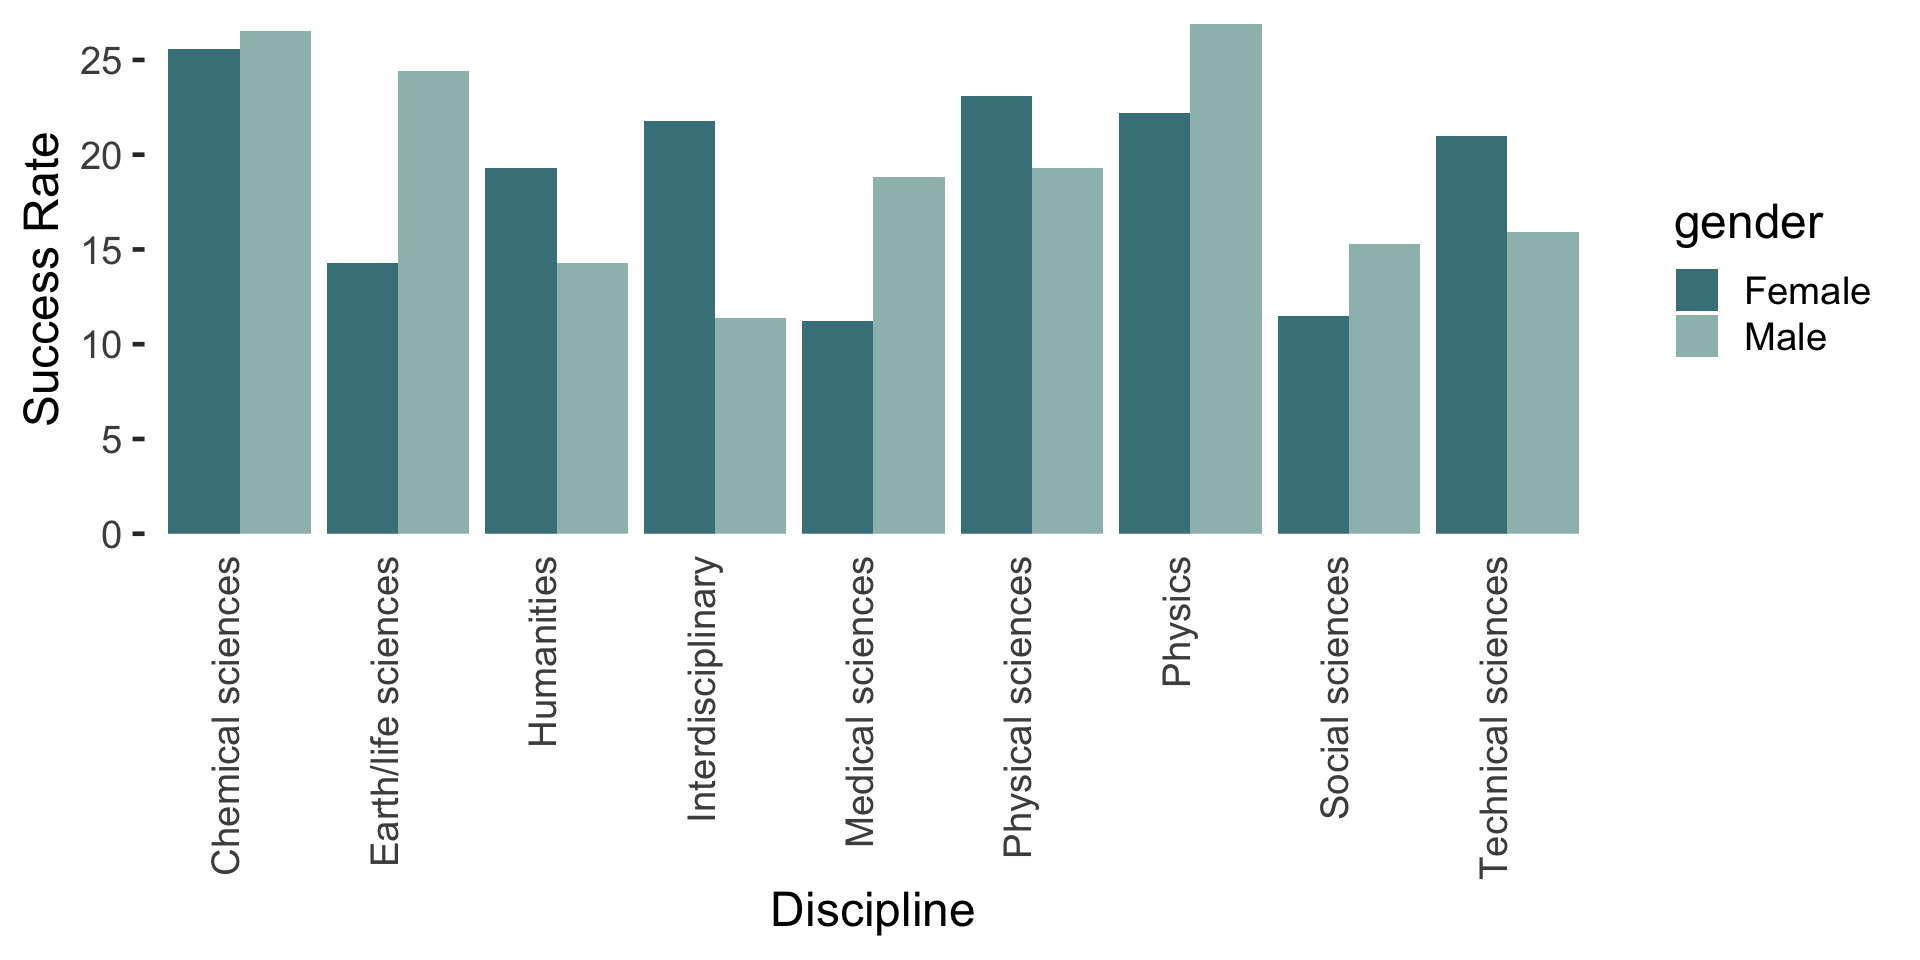 Success Rate
25
20
15
10
5
0
Chemical sciences
Earth/life sciences
Humanities
Interdisciplinary
Medical sciences
Physical sciences
Physics
Social sciences
Technical sciences
Discipline
gender
Female
Male